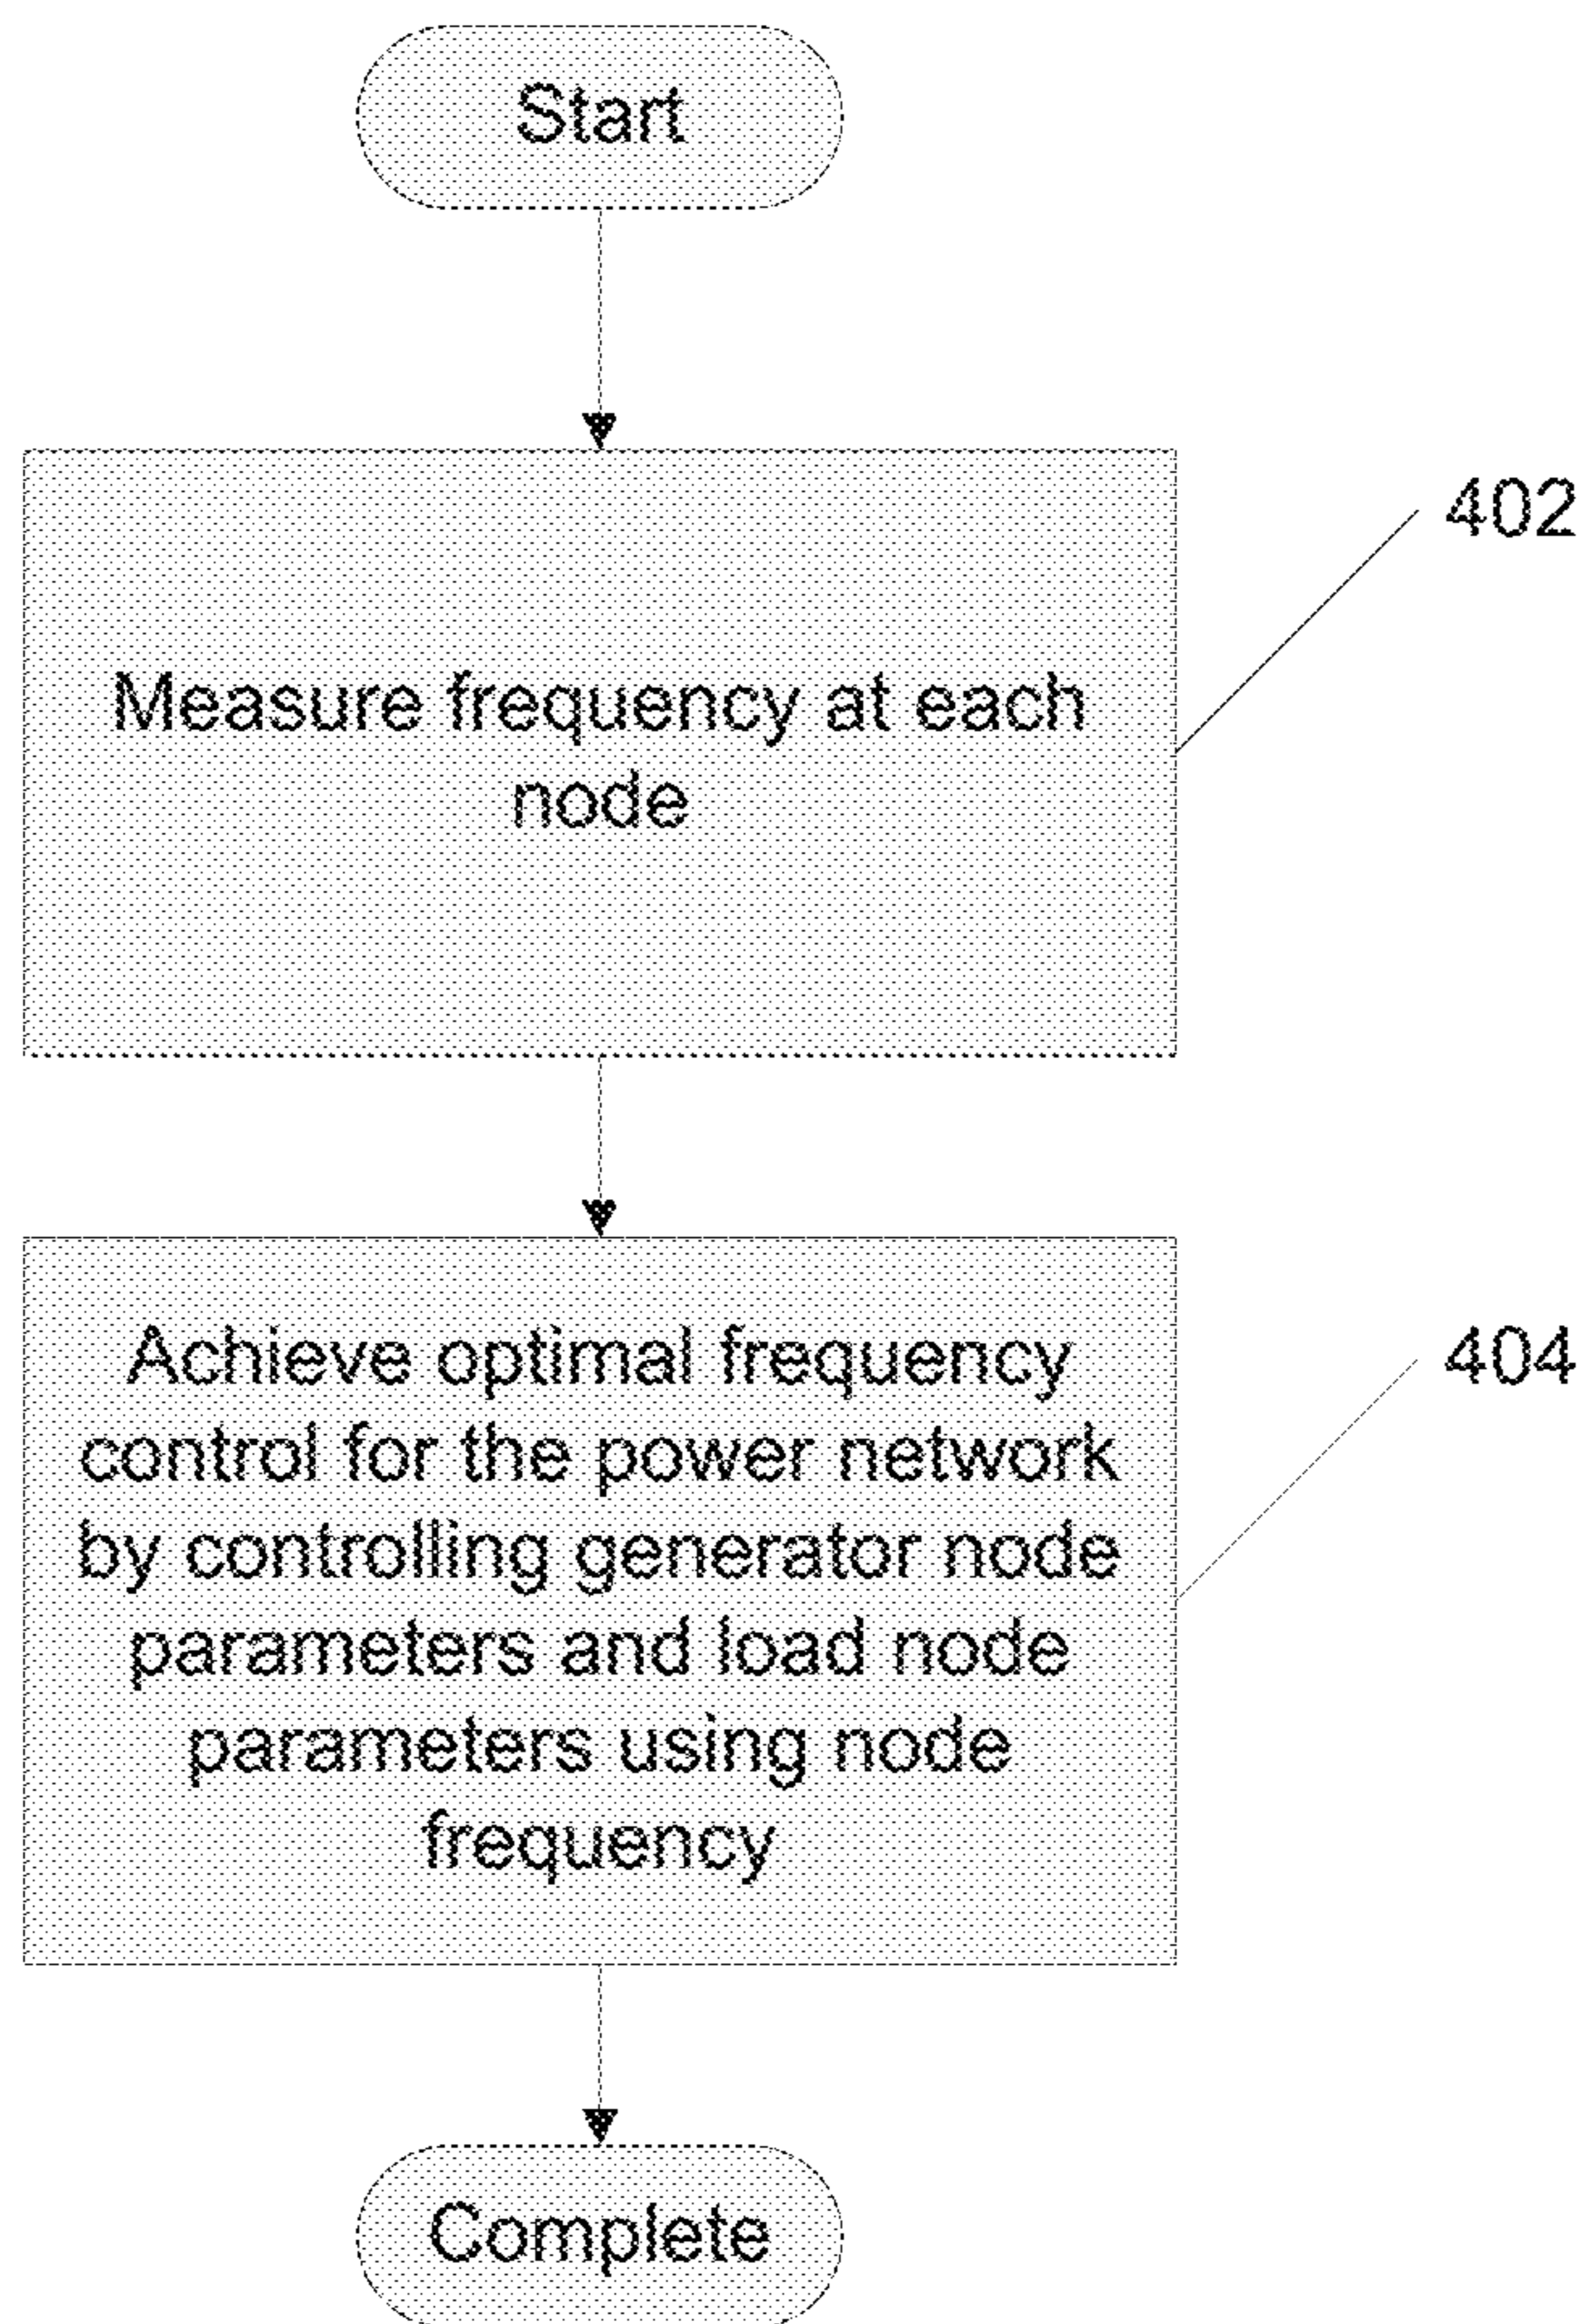 Start
402
Measure frequency at each
node
404
Achieve optimal frequency
control for the power network
by controlling generator node
parameters and load node
parameters using node
frequency
Complete